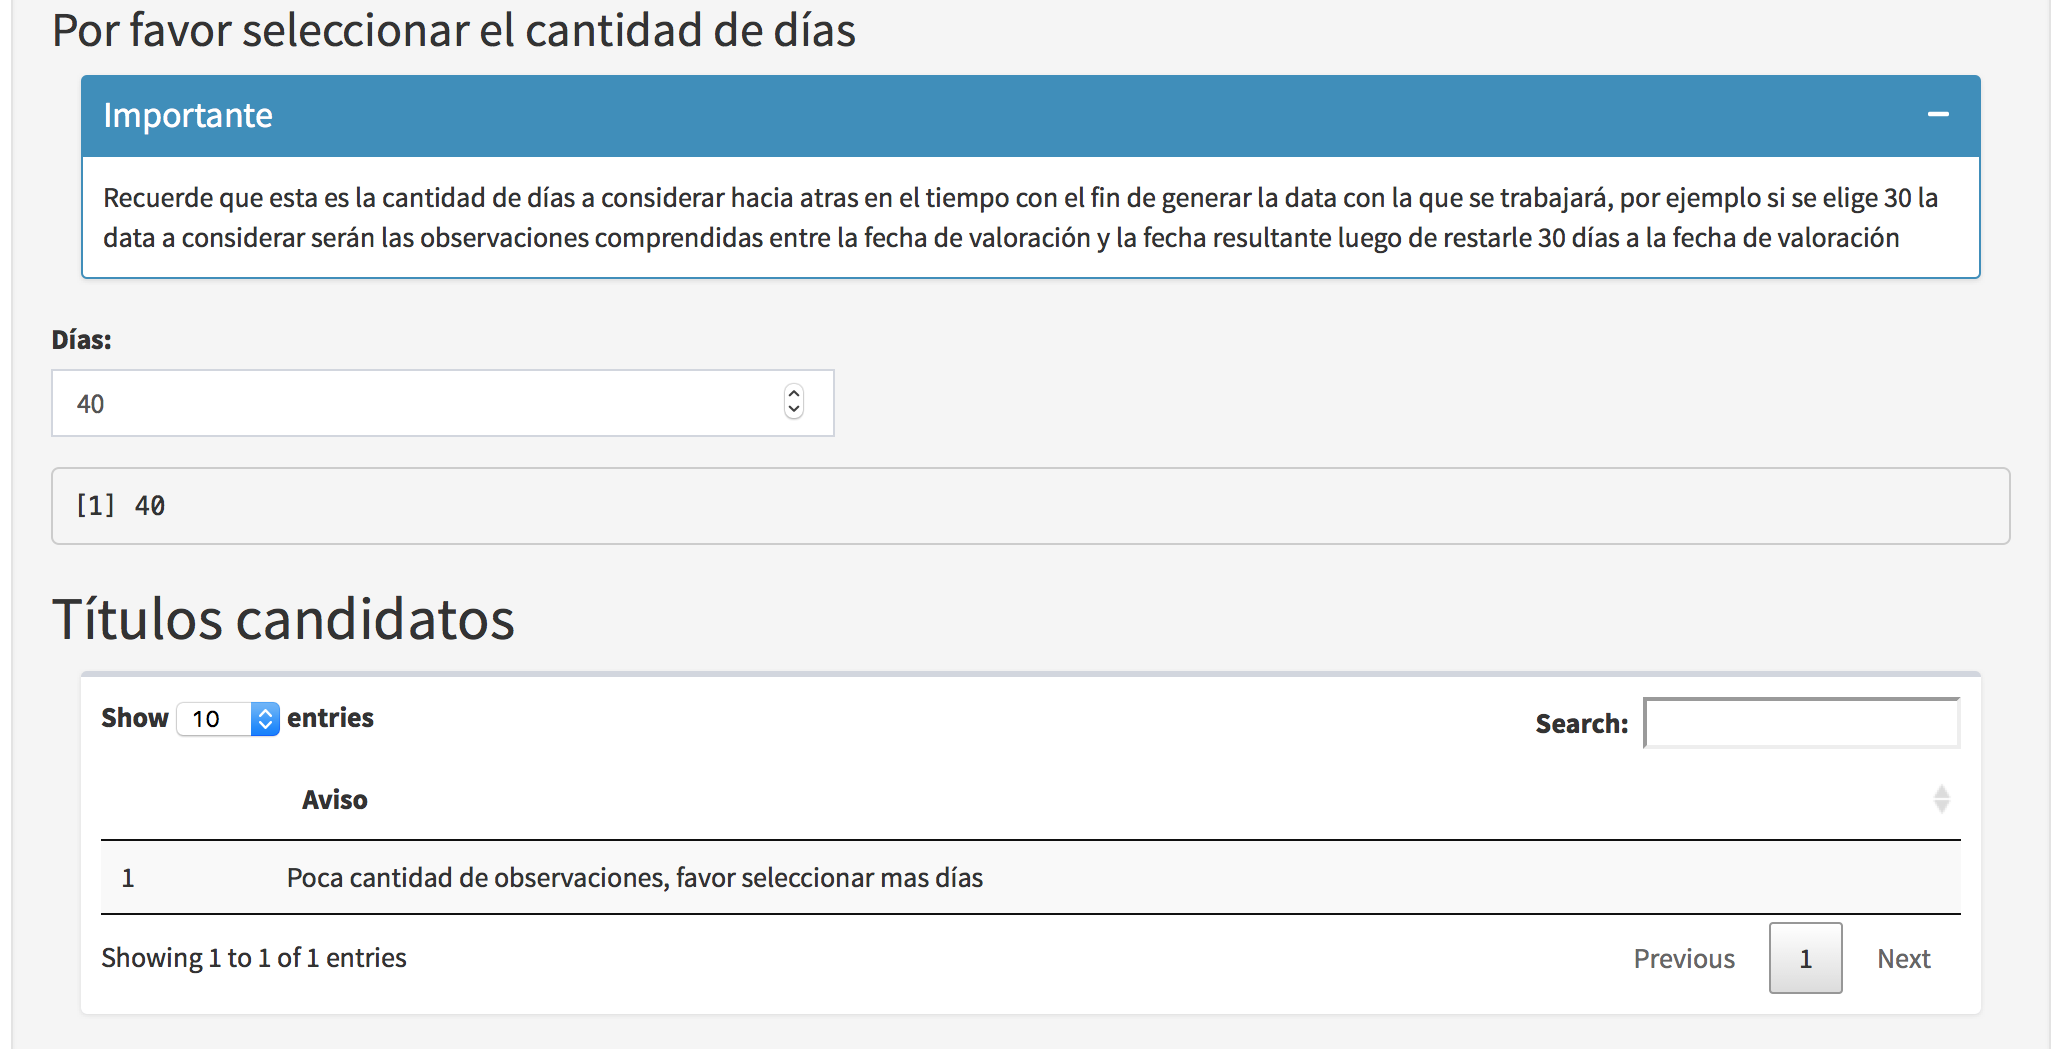 Por favor seleccionar el cantidad de días
Importante
Recuerde que esta es la cantidad de días a considerar hacia atras en el tiempo con el fin de generar la data con la que se trabajará, por ejemplo si se elige 30 la
data a considerar serán las observaciones comprendidas entre la fecha de valoración y la fecha resultante luego de restarle 30 días a la fecha de valoración
Días:
40
[1] 40
Títulos candidatos
Show 10 entries
Search:
Aviso
1 Poca cantidad de observaciones, favor seleccionar mas días
Showing 1 to 1 of 1 entries
Previous 1 Next